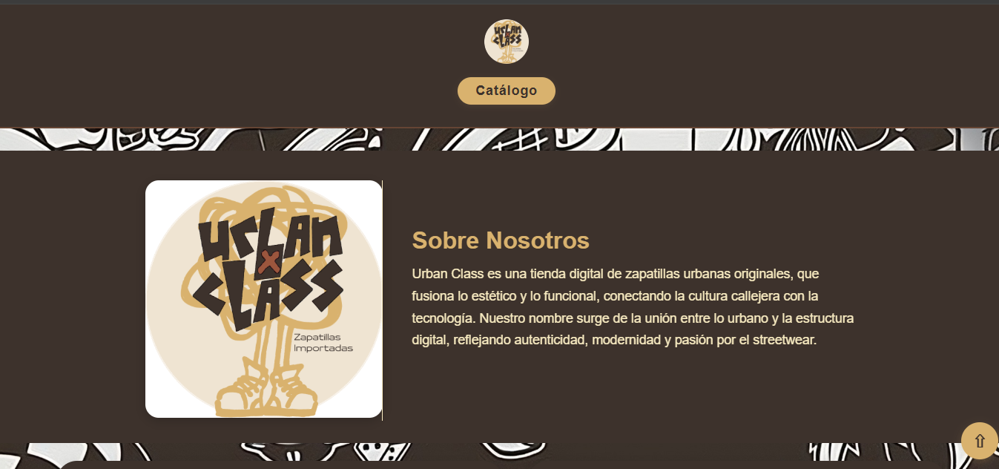 urban
class
Catálogo
urban
x
class
Zapatillas
Importadas
Sobre Nosotros
Urban Class es una tienda digital de zapatillas urbanas originales, que
fusiona lo estético y lo funcional, conectando la cultura callejera con la
tecnología. Nuestro nombre surge de la unión entre lo urbano y la estructura
digital, reflejando autenticidad, modernidad y pasión por el streetwear.
⇧